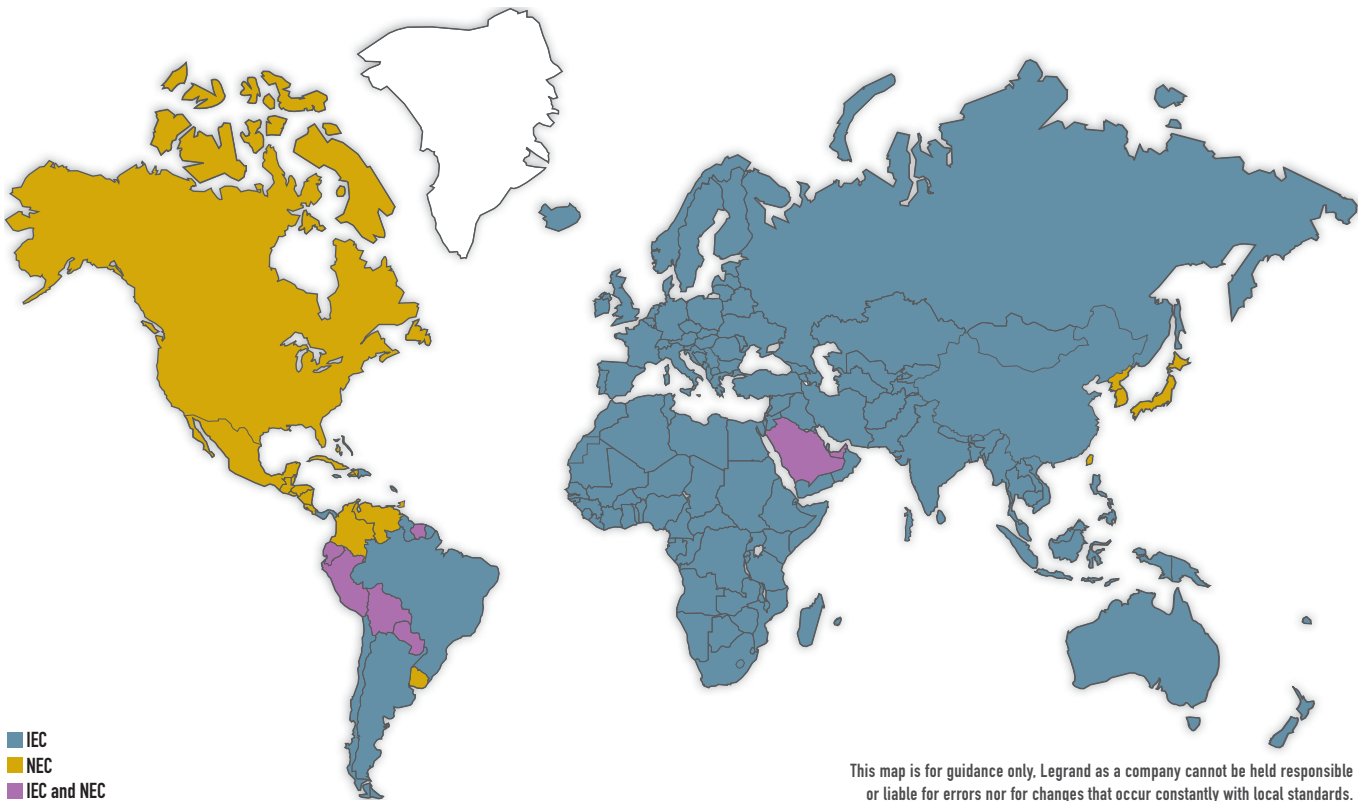 IEC
NEC
IEC and NEC
This map is for guidance only, Legrand as a company cannot be held responsible
or liable for errors nor for changes that occur constantly with local standards.